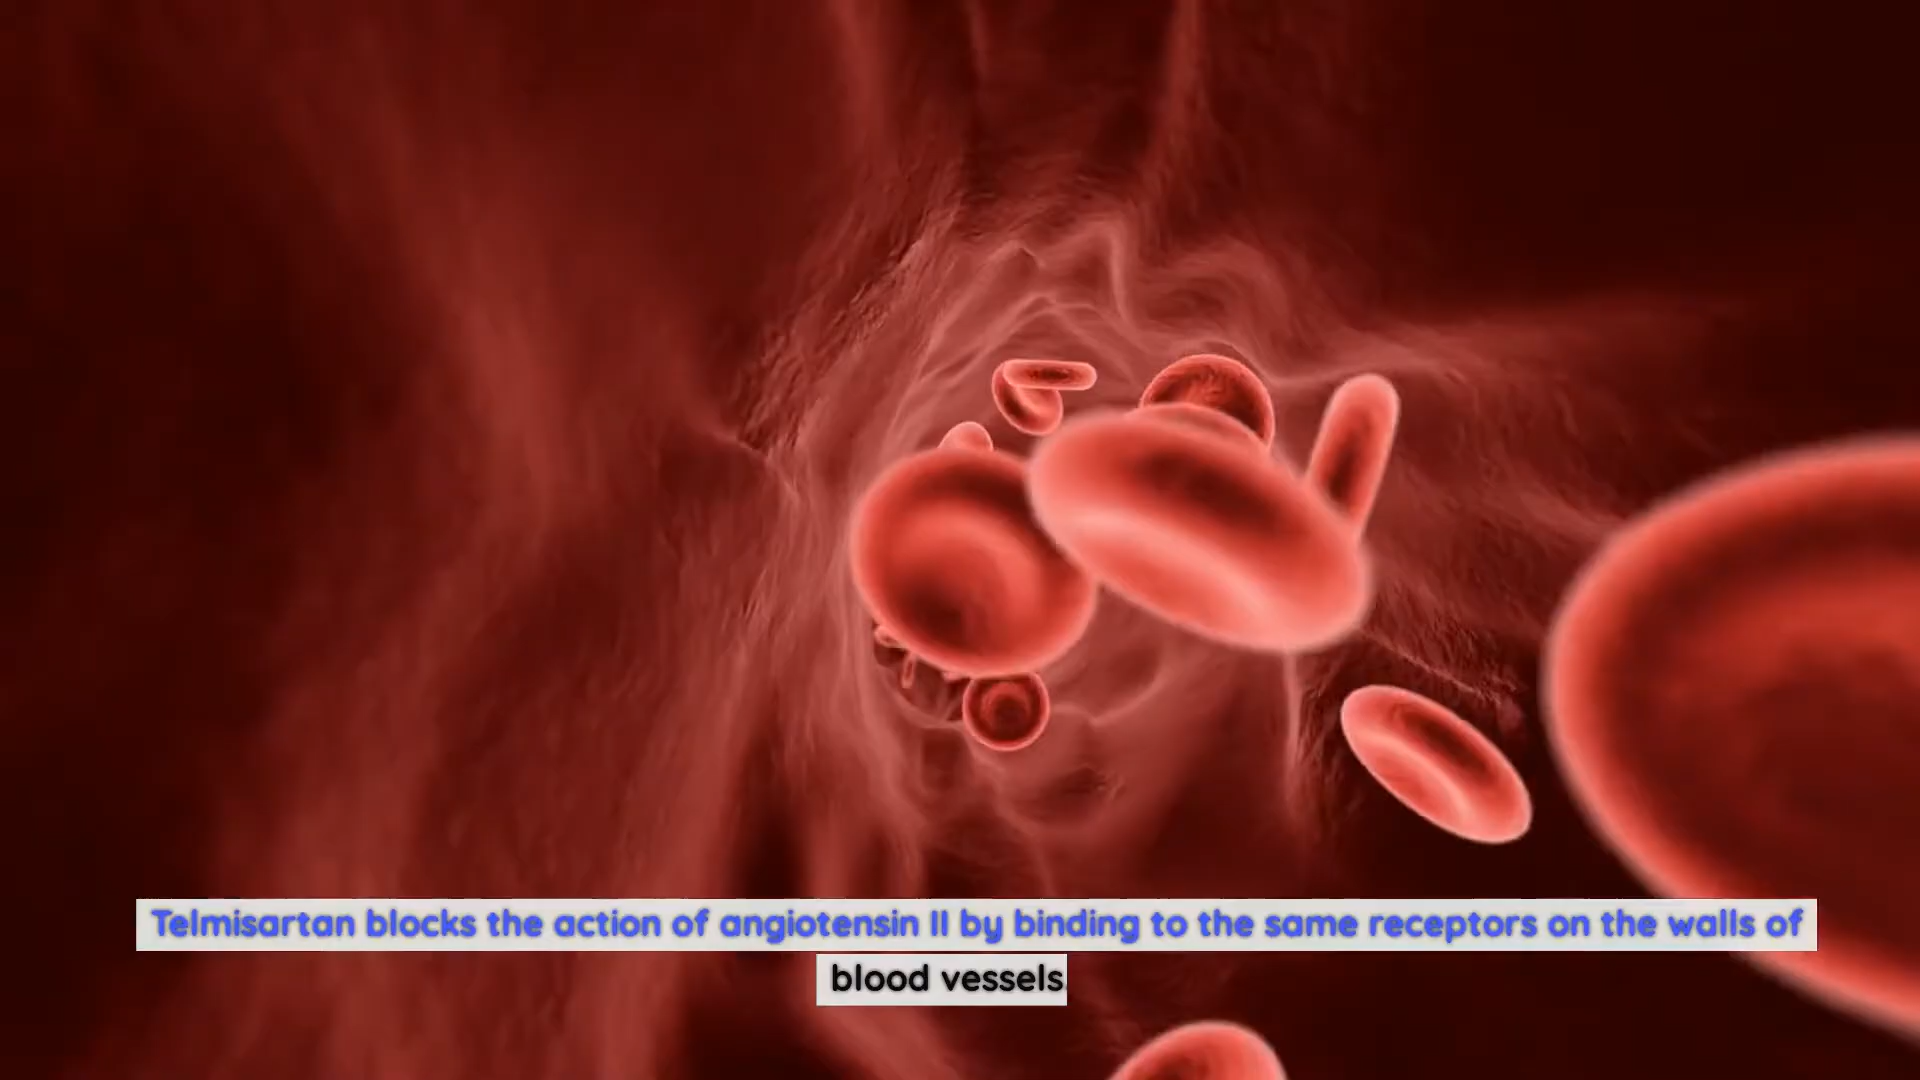 Telmisartan blocks the action of angiotensin II by binding to the same receptors on the walls of
blood vessels.